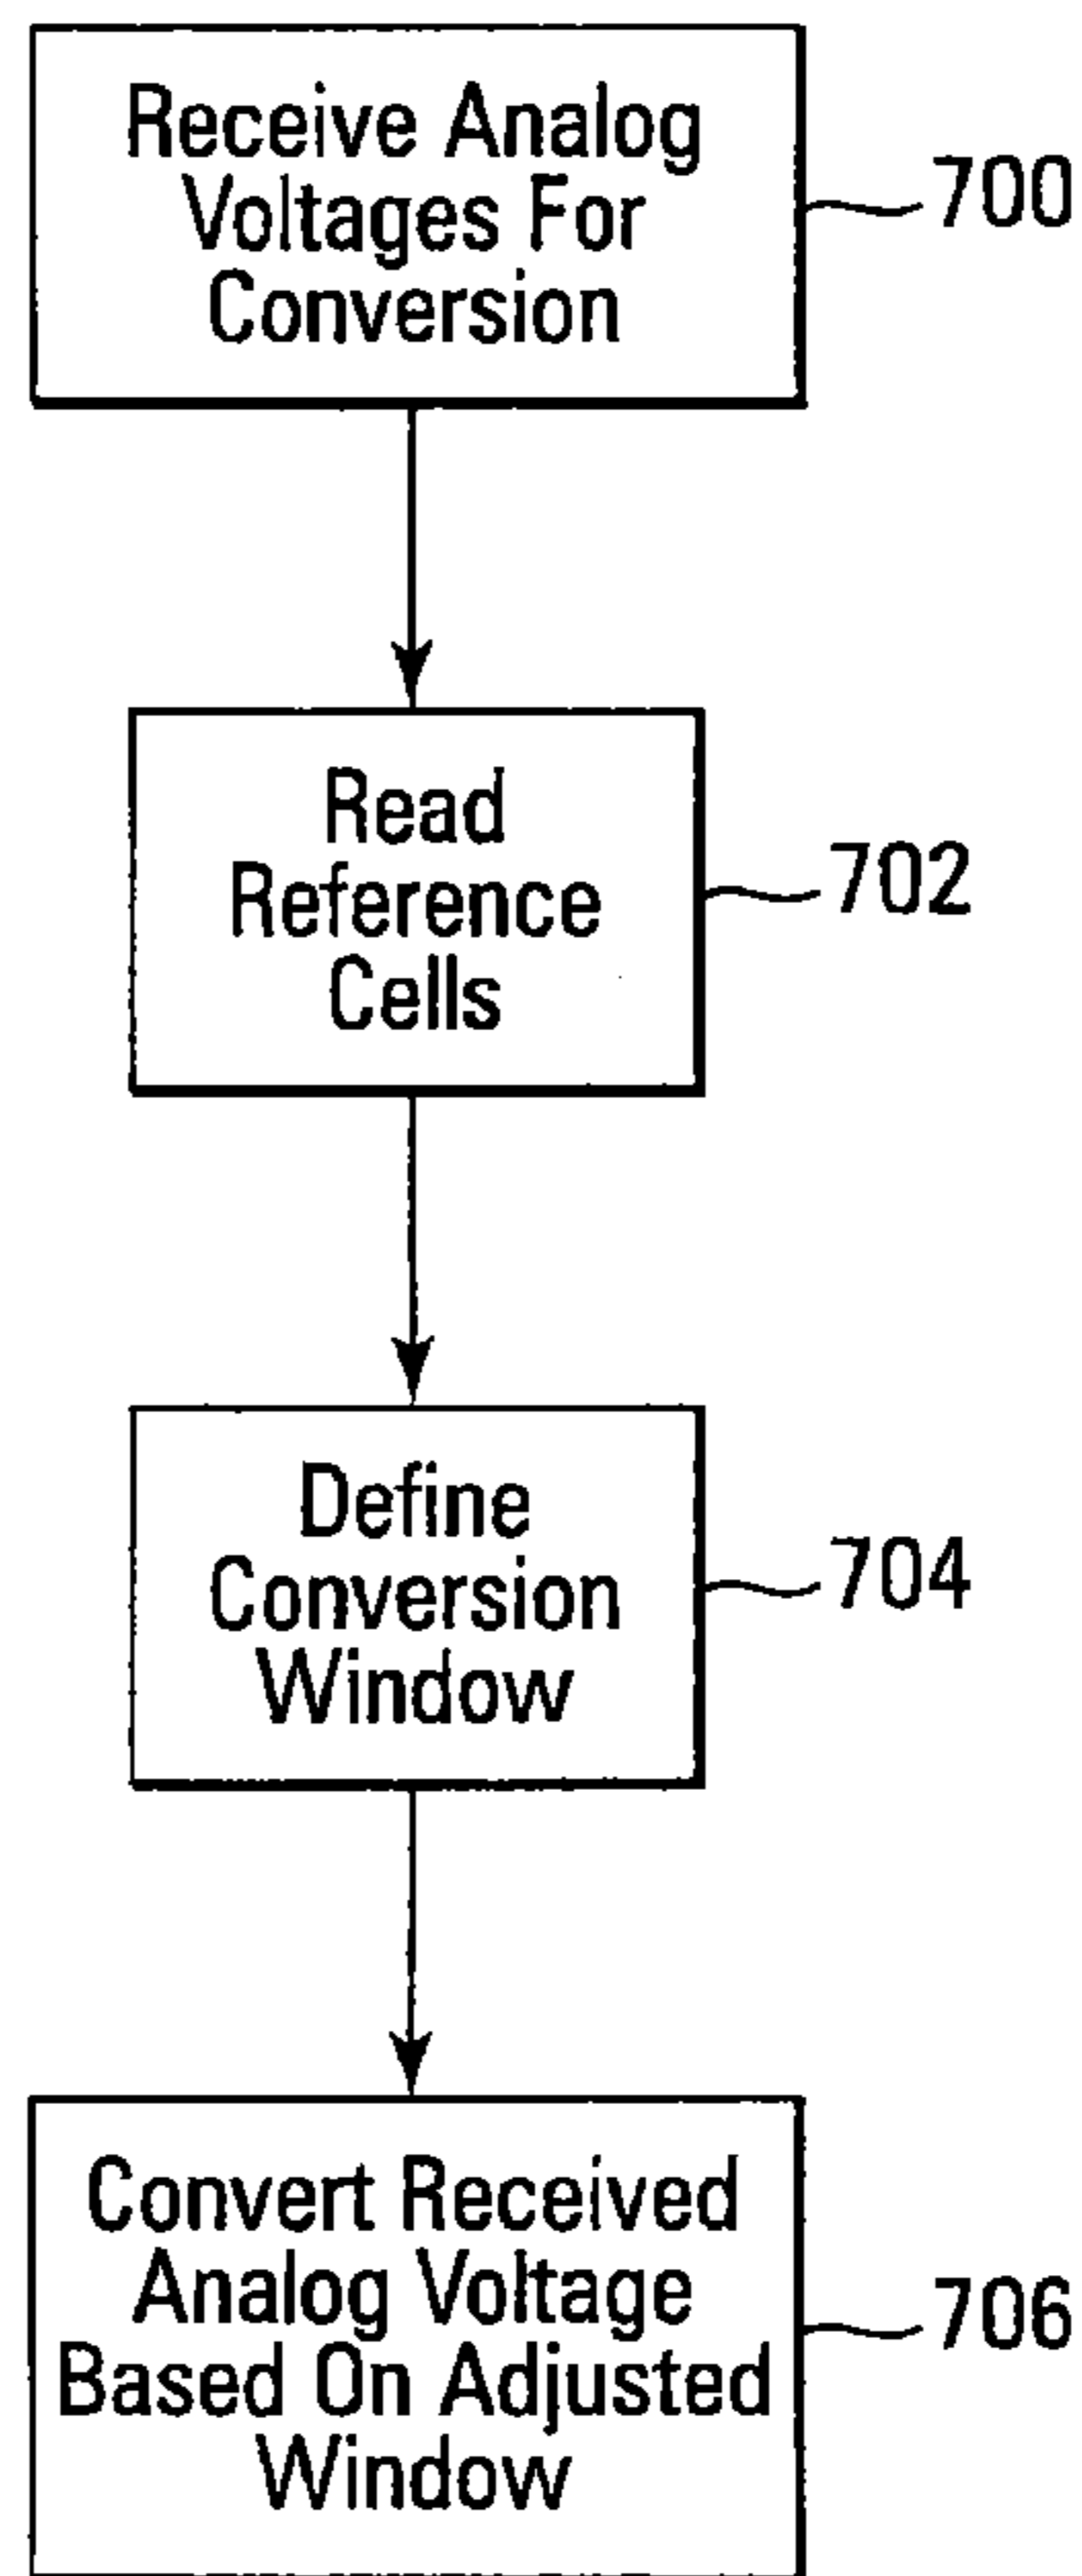 Receive Analog
Voltages For
Conversion
700
Read
Reference
Cells
702
Define
Conversion
Window
704
Convert Received
Analog Voltage
Based On Adjusted
Window
706